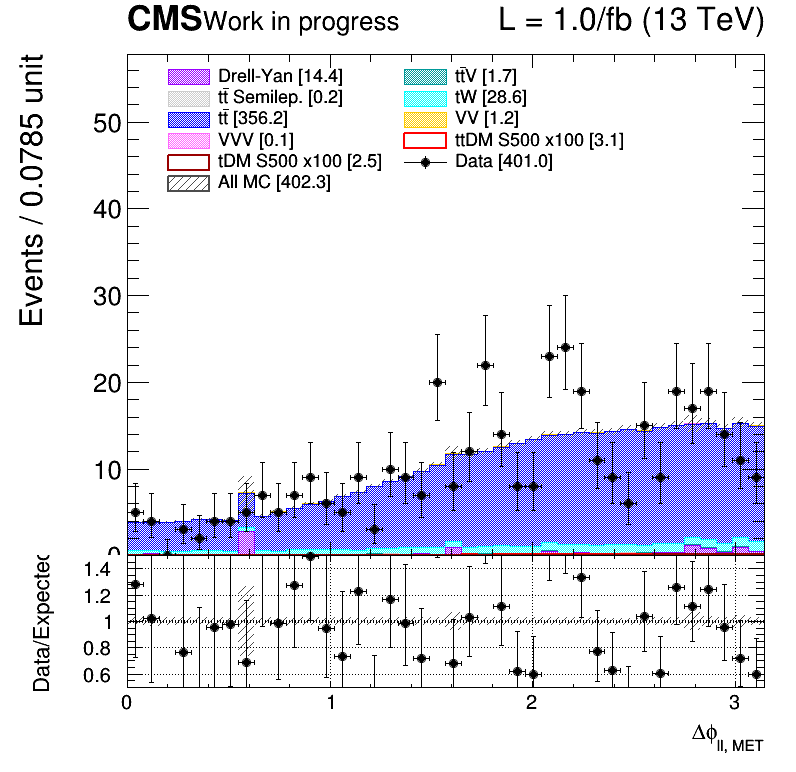 CMS Work in progress L = 1.0/fb (13 TeV)
Events / 0.0785 unit
Drell-Yan [14.4] tt̄V [1.7]
tt̄ Semilep. [0.2] tW [28.6]
tt̄ [356.2] VV [1.2]
VVV [0.1] ttDM S500 x100 [3.1]
tDM S500 x100 [2.5] Data [401.0]
All MC [402.3]
50
40
30
20
10
0
Data/Expected
1.4
1.2
1
0.8
0.6
0 1 2 3
Δϕll, MET